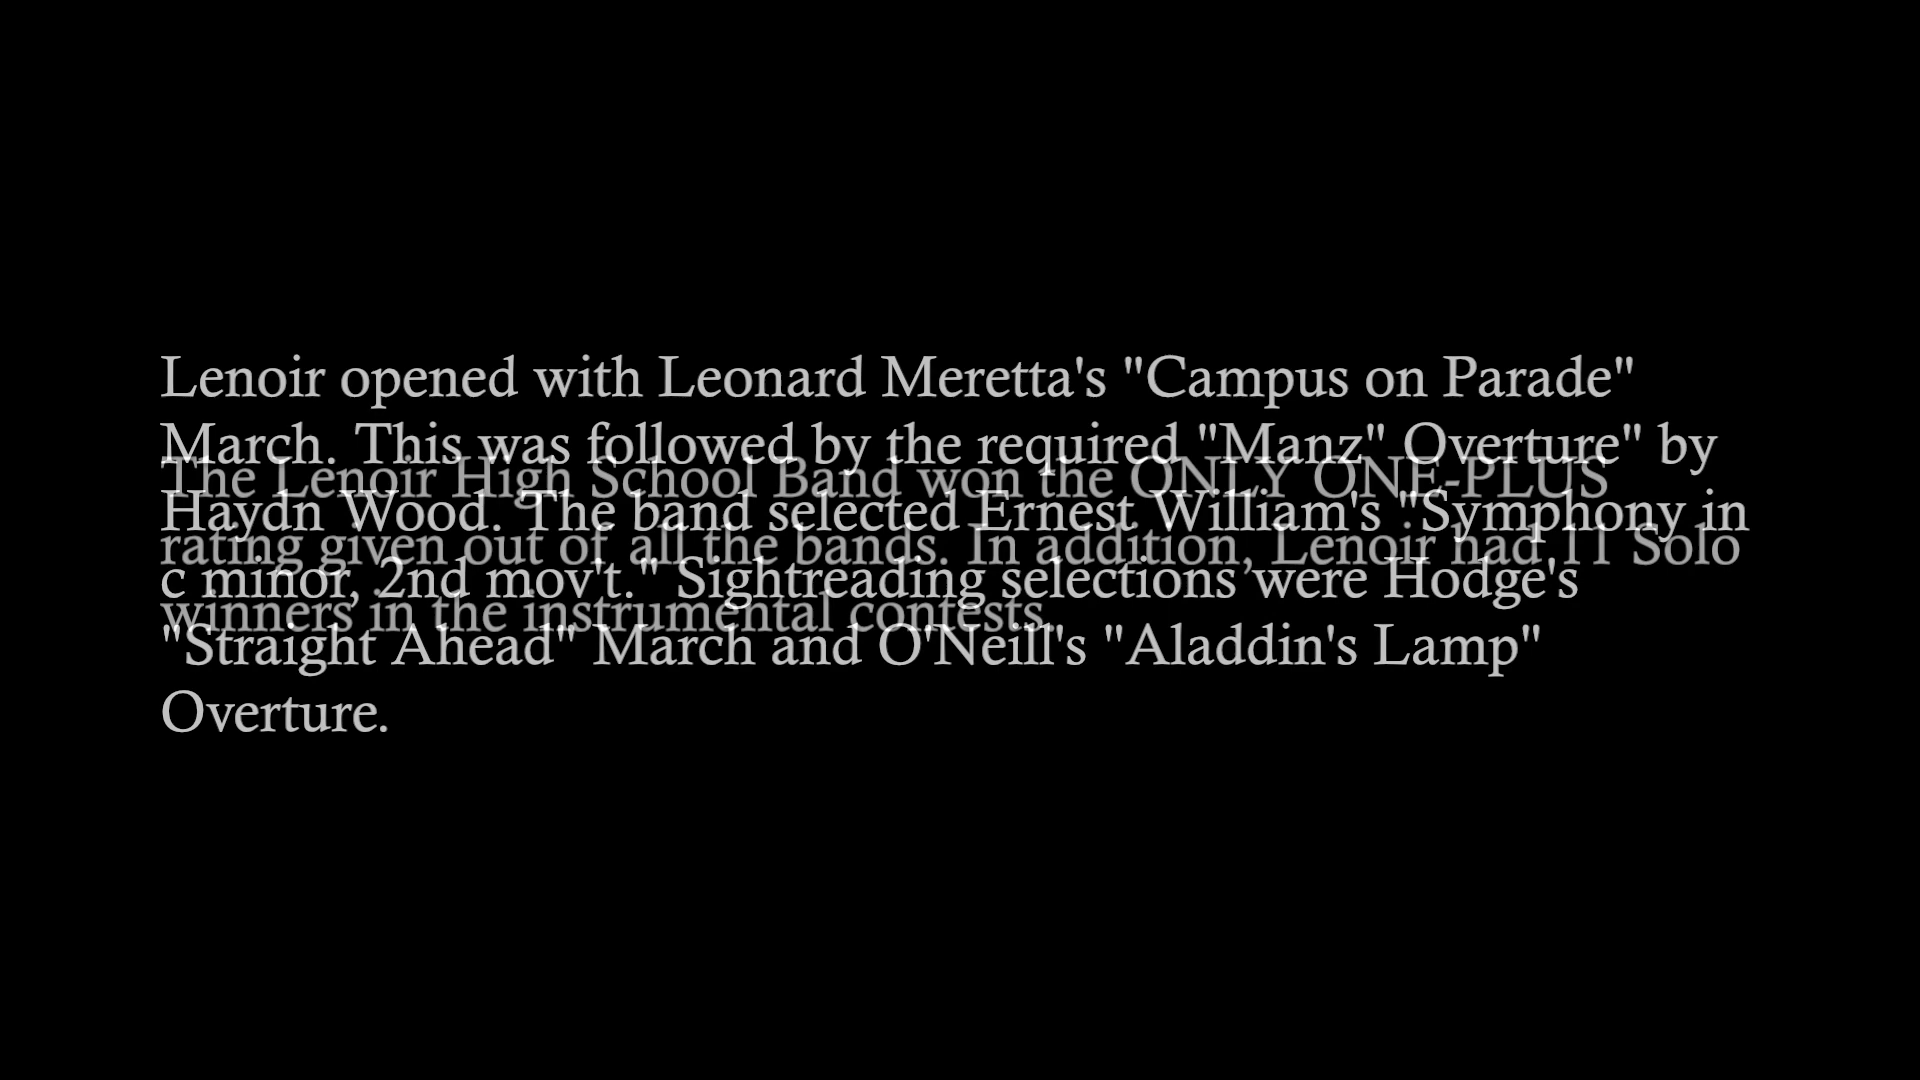 Lenoir opened with Leonard Meretta's "Campus on Parade"
March. This was followed by the required "Manz" Overture" by
Haydn Wood. The band selected Ernest William's "Symphony in
c minor, 2nd mov't." Sightreading selections were Hodge's
"Straight Ahead" March and O'Neill's "Aladdin's Lamp"
Overture.
The Lenoir High School Band won the ONLY ONE-PLUS
rating given out of all the bands. In addition, Lenoir had 11 Solo
winners in the instrumental contests.